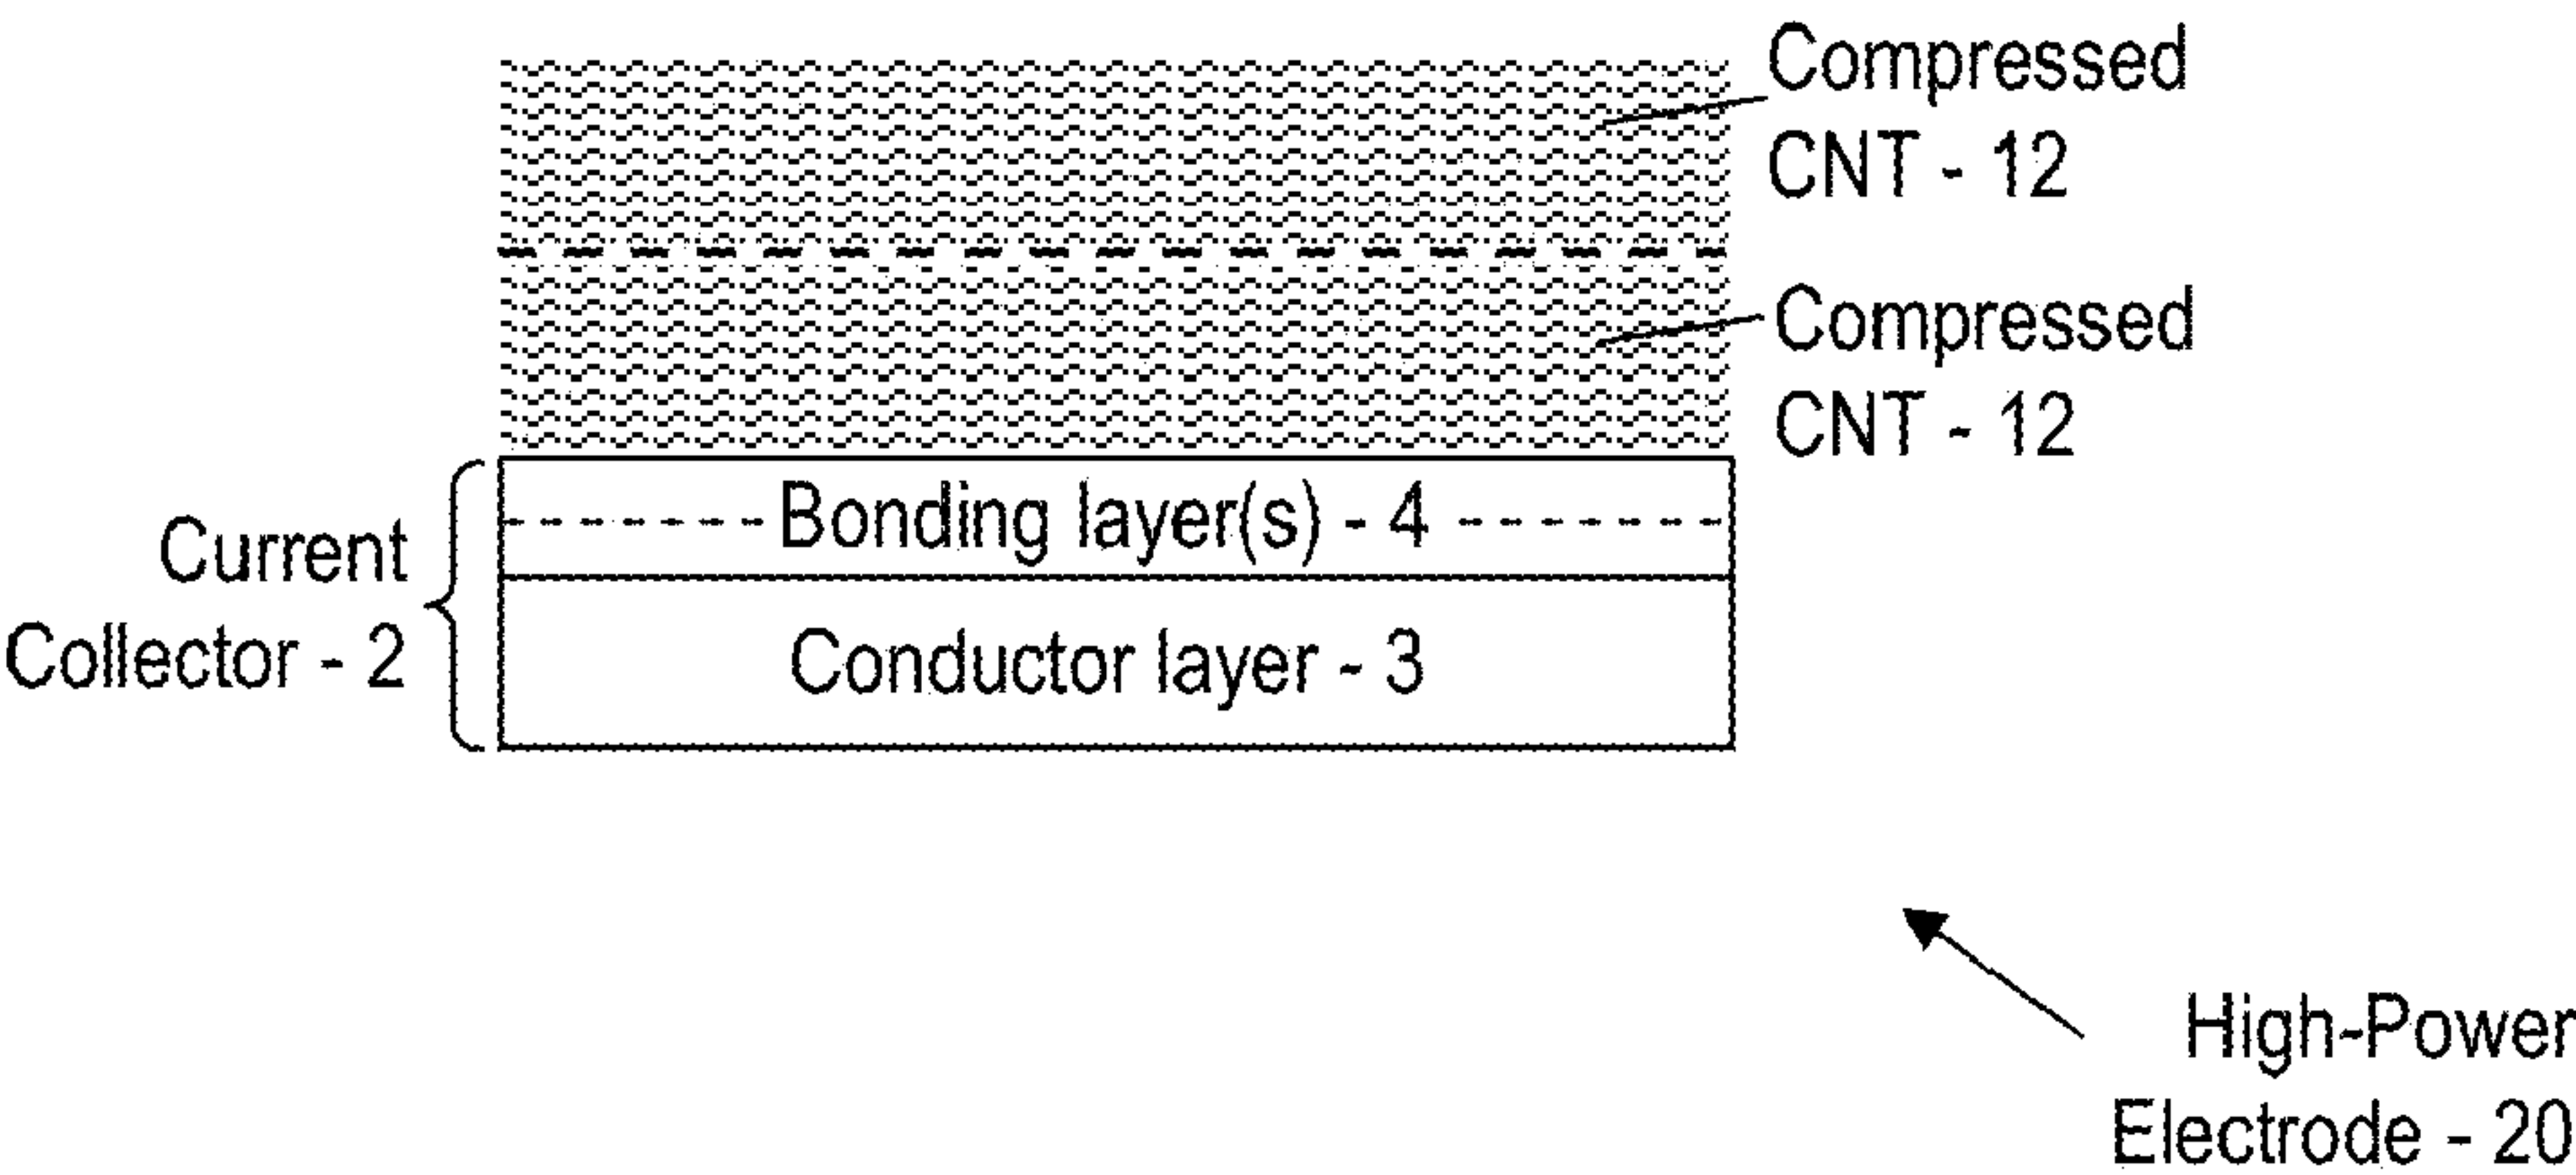 Compressed
CNT - 12
Compressed
CNT - 12
Bonding layer(s) - 4
Current
Collector - 2
Conductor layer - 3
High-Power
Electrode - 20